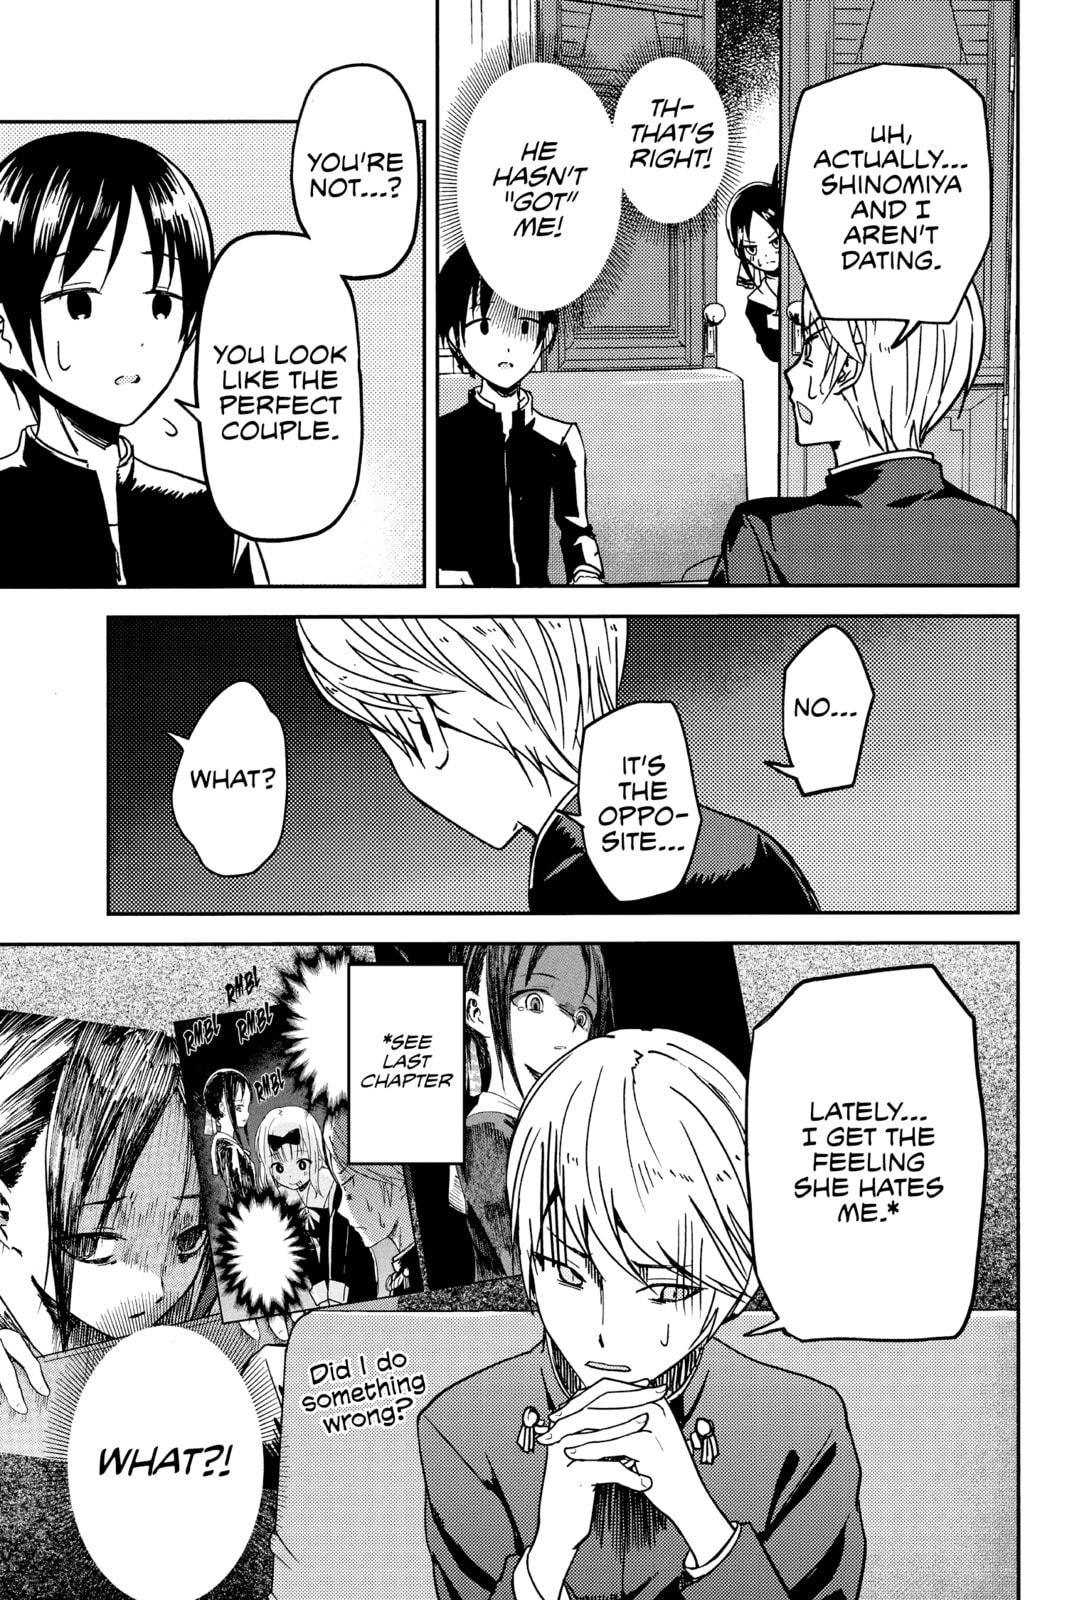 UH,
ACTUALLY...
SHINOMIYA
AND I
AREN'T
DATING.
TH-
THAT'S
RIGHT!
HE
HASN'T
"GOT"
ME!
YOU'RE
NOT...?
YOU LOOK
LIKE THE
PERFECT
COUPLE.
NO...
IT'S
THE
OPPO-
SITE...
WHAT?
LATELY...
I GET THE
FEELING
SHE HATES
ME.*
*SEE
LAST
CHAPTER
RMBL
RMBL
RMBL
RMBL
Did I do
something
wrong?
WHAT?!